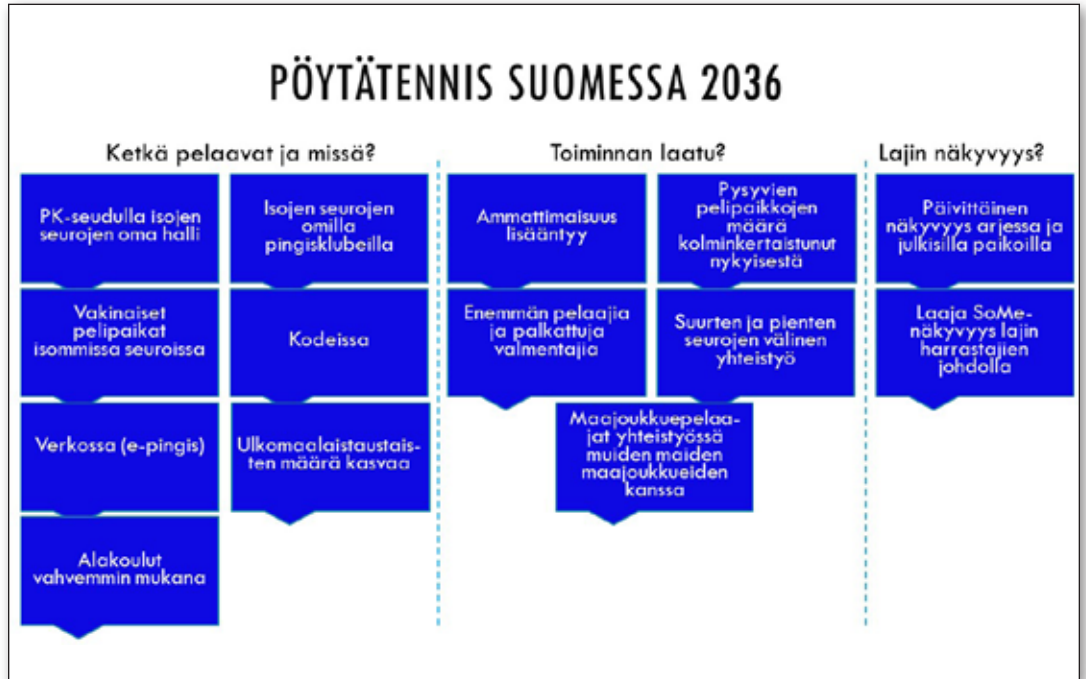 PÖYTÄTENNIS SUOMESSA 2036
Ketkä pelaavat ja missä?
PK-seudulla isojen
seurojen oma halli
Vakinaiset
pelipaikat
isommissa seuroissa
Verkossa (e-pingis)
Alakoulut
vahvemmin mukana
Isojen seurojen
omilla
pingisklubeilla
Kodeissa
Ulkomaalaistaustais-
ten määrä kasvaa
Toiminnan laatu?
Ammattimaisuus
lisääntyy
Enemmän pelaajia
ja palkattuja
valmentajia
Pysyvien
pelipaikkojen
määrä
kolminkertaistunut
nykyisestä
Suurten ja pienten
seurojen välinen
yhteistyö
Maajoukkuepelaa-
jat yhteistyössä
muiden maiden
maajoukkueiden
kanssa
Lajin näkyvyys?
Päivittäinen
näkyvyys arjessa ja
julkisilla paikoilla
Laaja SoMe-
näkyvyys lajin
harrastajien
johdolla